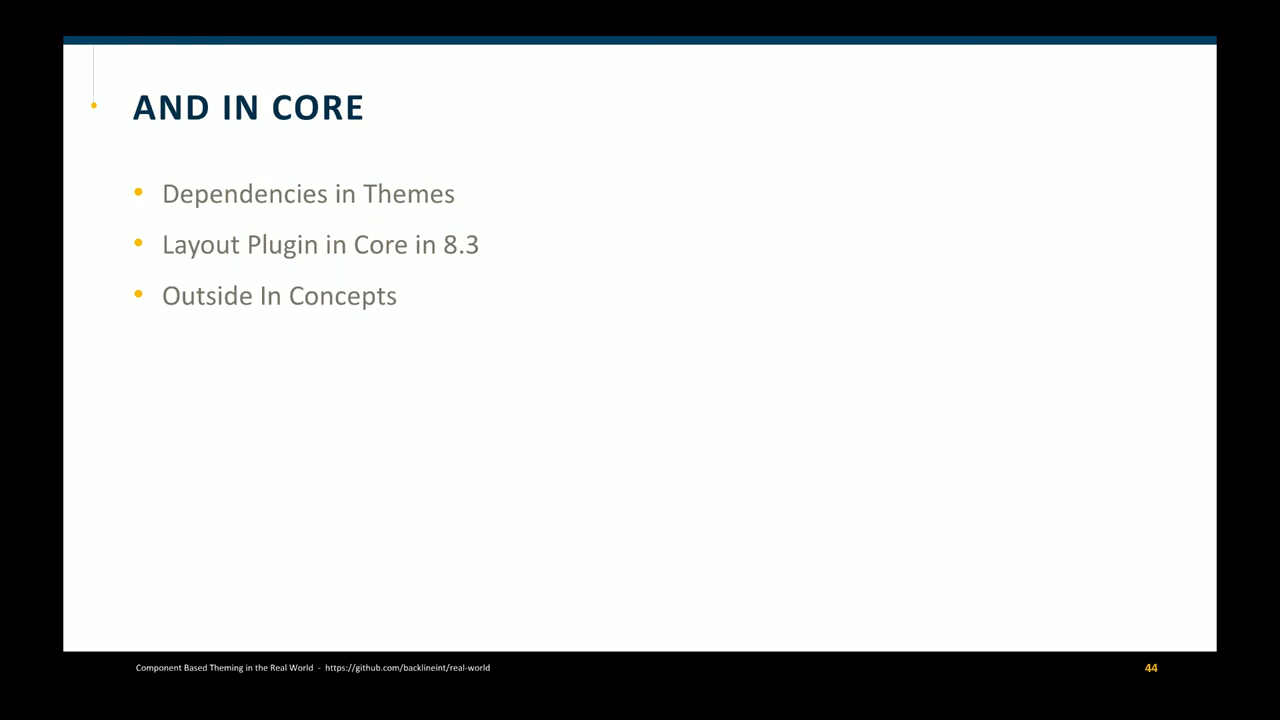 AND IN CORE
• Dependencies in Themes
• Layout Plugin in Core in 8.3
• Outside In Concepts
Component Based Theming in the Real World - https://github.com/backlineint/real-world
44